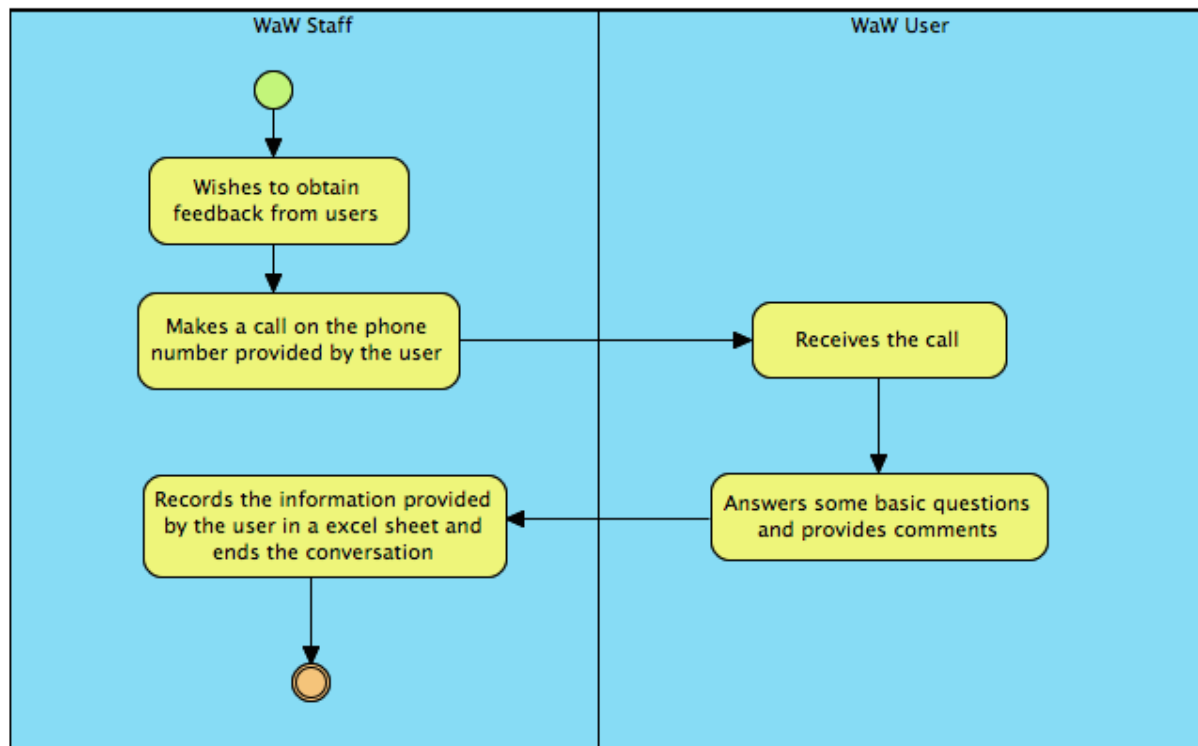 WaW Staff
WaW User
Wishes to obtain
feedback from users
Makes a call on the phone
number provided by the user
Receives the call
Answers some basic questions
and provides comments
Records the information provided
by the user in a excel sheet and
ends the conversation